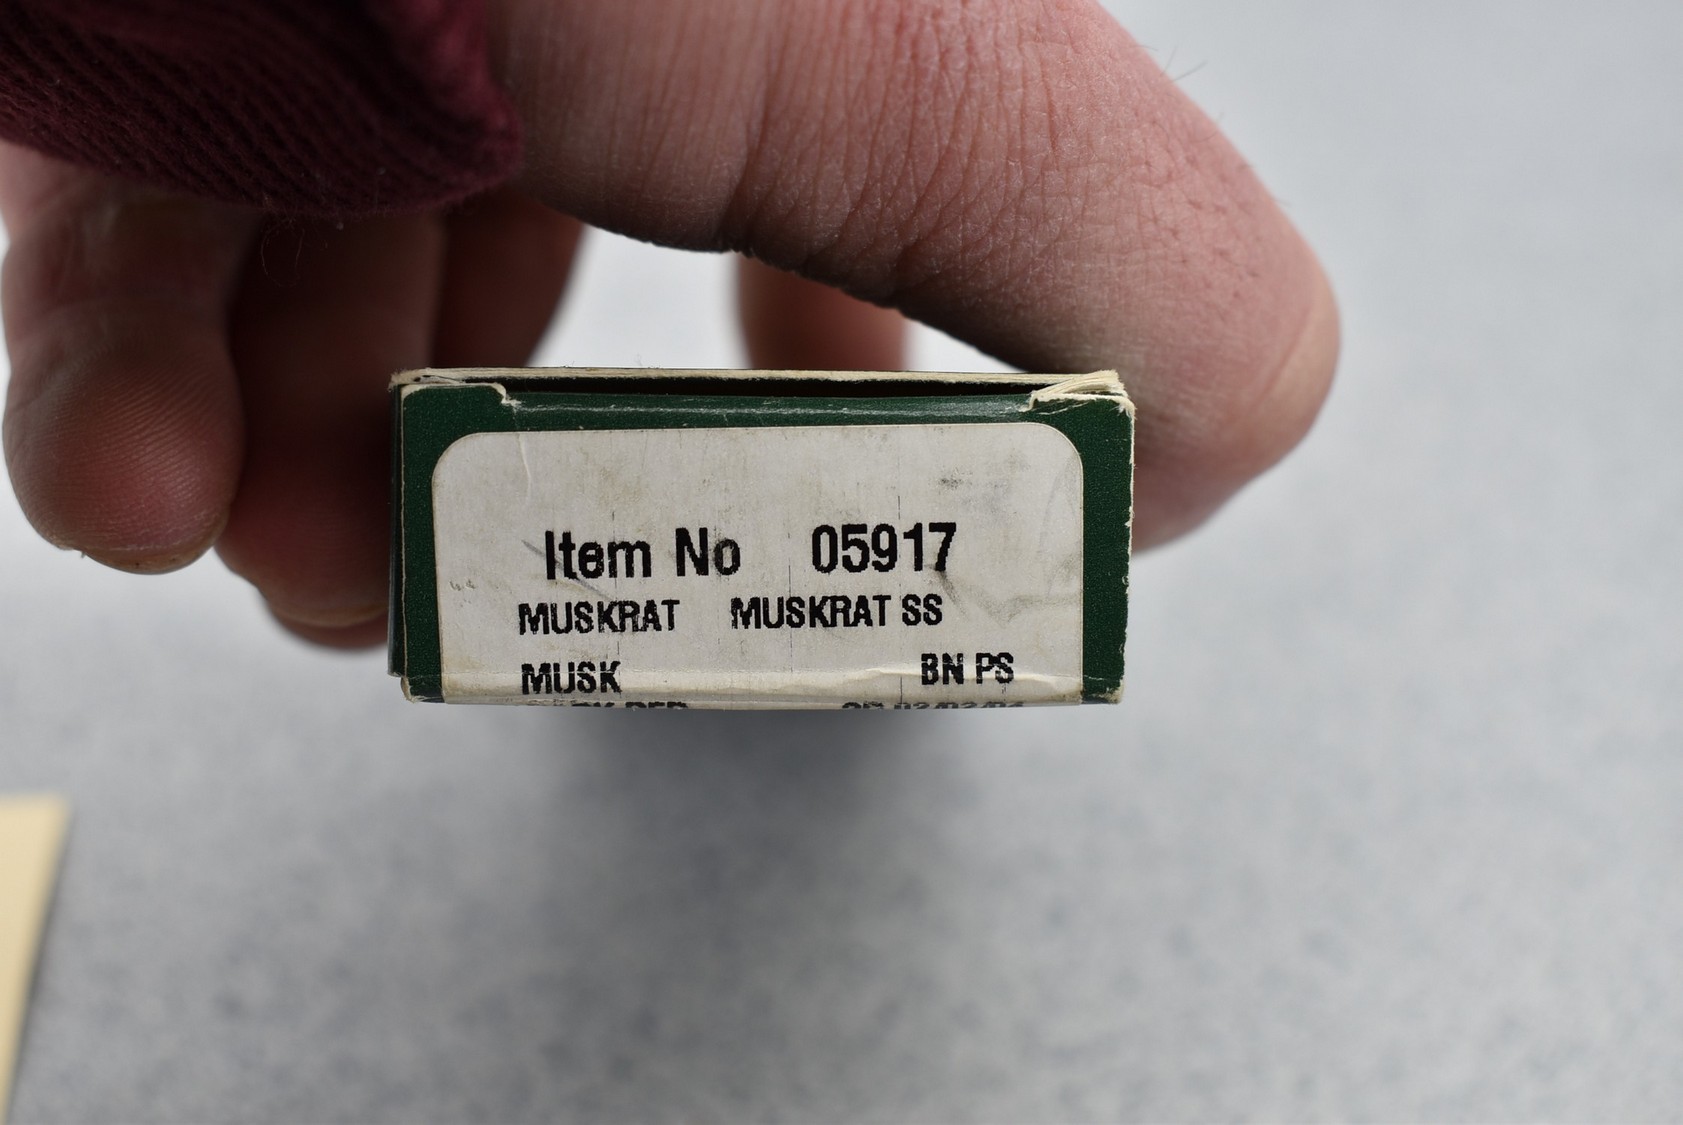 Item No 05917
MUSKRAT MUSKRAT SS
MUSK BN PS